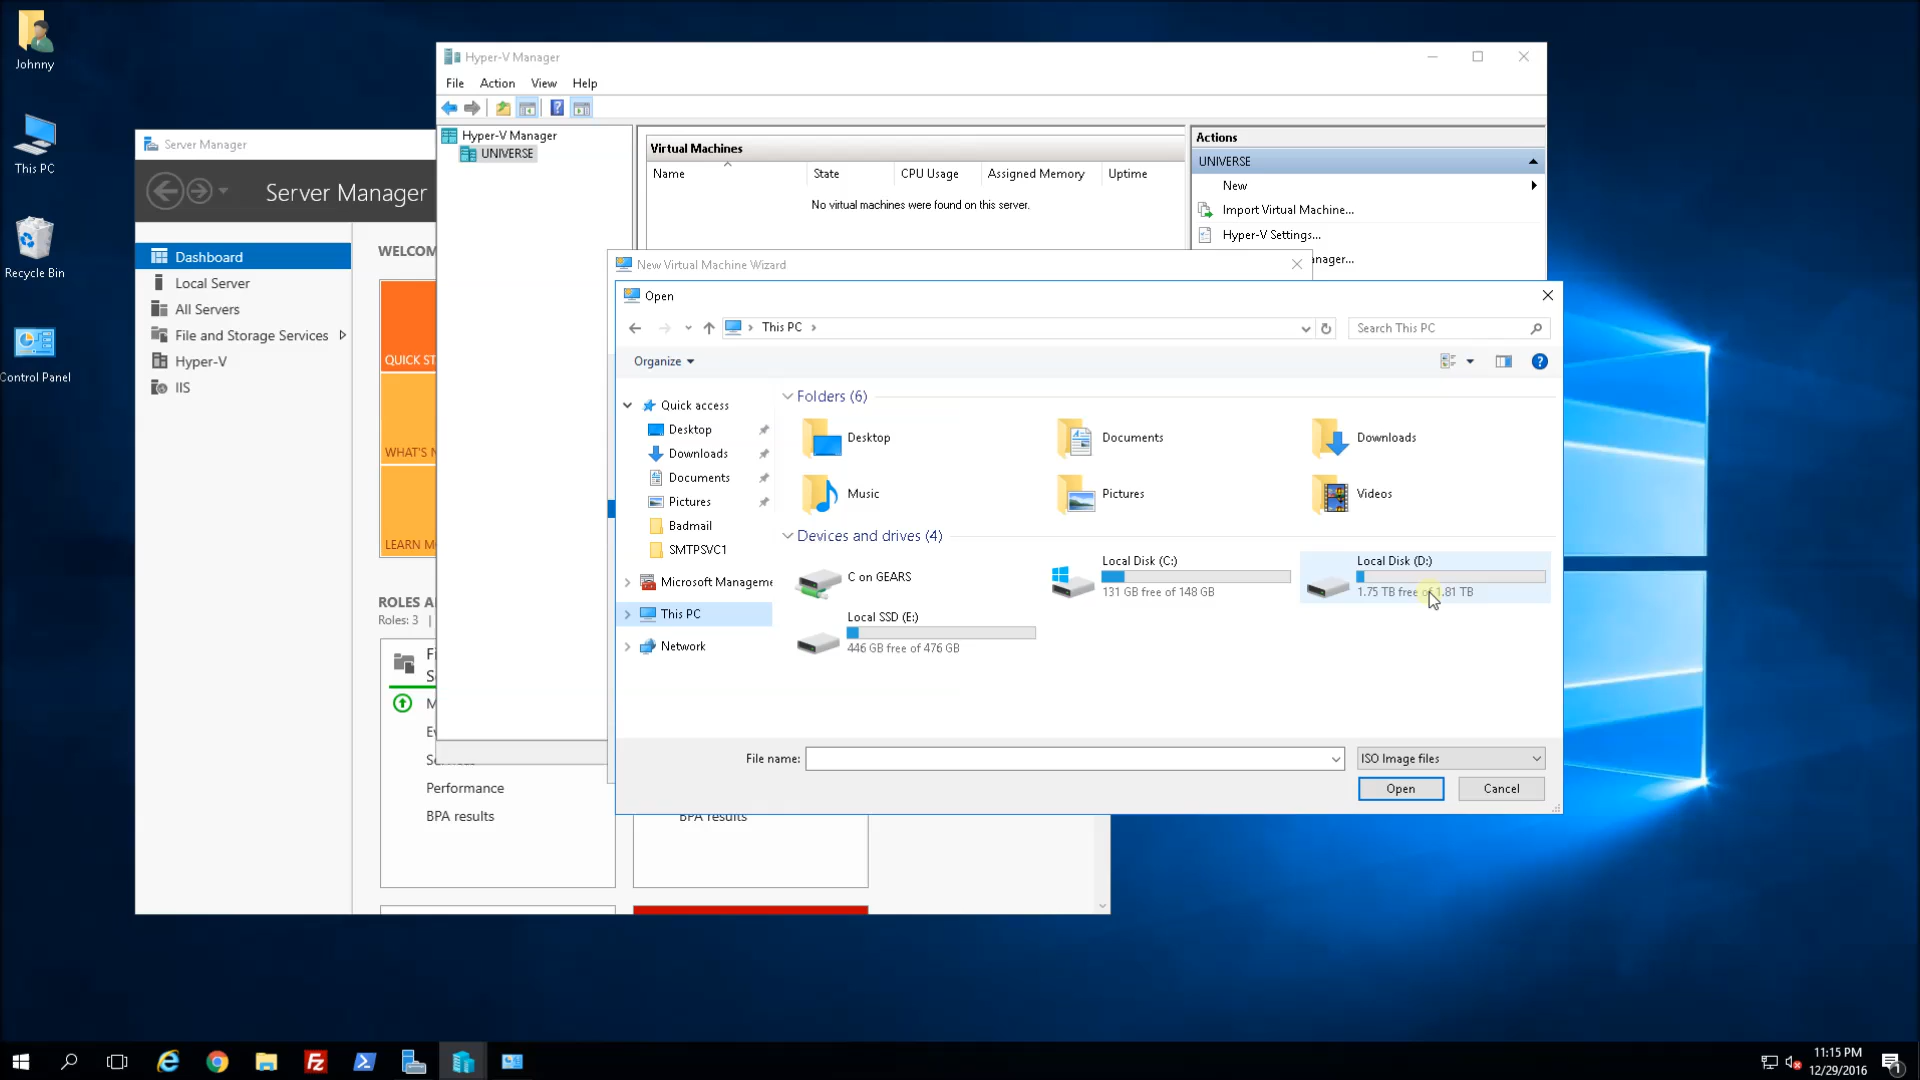 Johnny
This PC
Recycle Bin
Control Panel
Server Manager
Server Manager
Dashboard
Local Server
All Servers
File and Storage Services
Hyper-V
IIS
WELCOM
QUICK ST
WHAT'S N
LEARN M
ROLES A
Roles: 3 |
Fi
S
M
Ev
Performance
BPA results
BPA results
Hyper-V Manager
File Action View Help
Hyper-V Manager
UNIVERSE
Virtual Machines
Name State CPU Usage Assigned Memory Uptime
No virtual machines were found on this server.
Actions
UNIVERSE
New
Import Virtual Machine...
Hyper-V Settings...
anager...
New Virtual Machine Wizard
Open
This PC
Search This PC
Organize
Quick access
Desktop
Downloads
Documents
Pictures
Badmail
SMTPSVC1
Microsoft Manageme
This PC
Network
Folders (6)
Desktop
Documents
Downloads
Music
Pictures
Videos
Devices and drives (4)
C on GEARS
Local Disk (C:)
131 GB free of 148 GB
Local Disk (D:)
1.75 TB free of 1.81 TB
Local SSD (E:)
446 GB free of 476 GB
File name:
ISO Image files
Open
Cancel
11:15 PM
12/29/2016
1